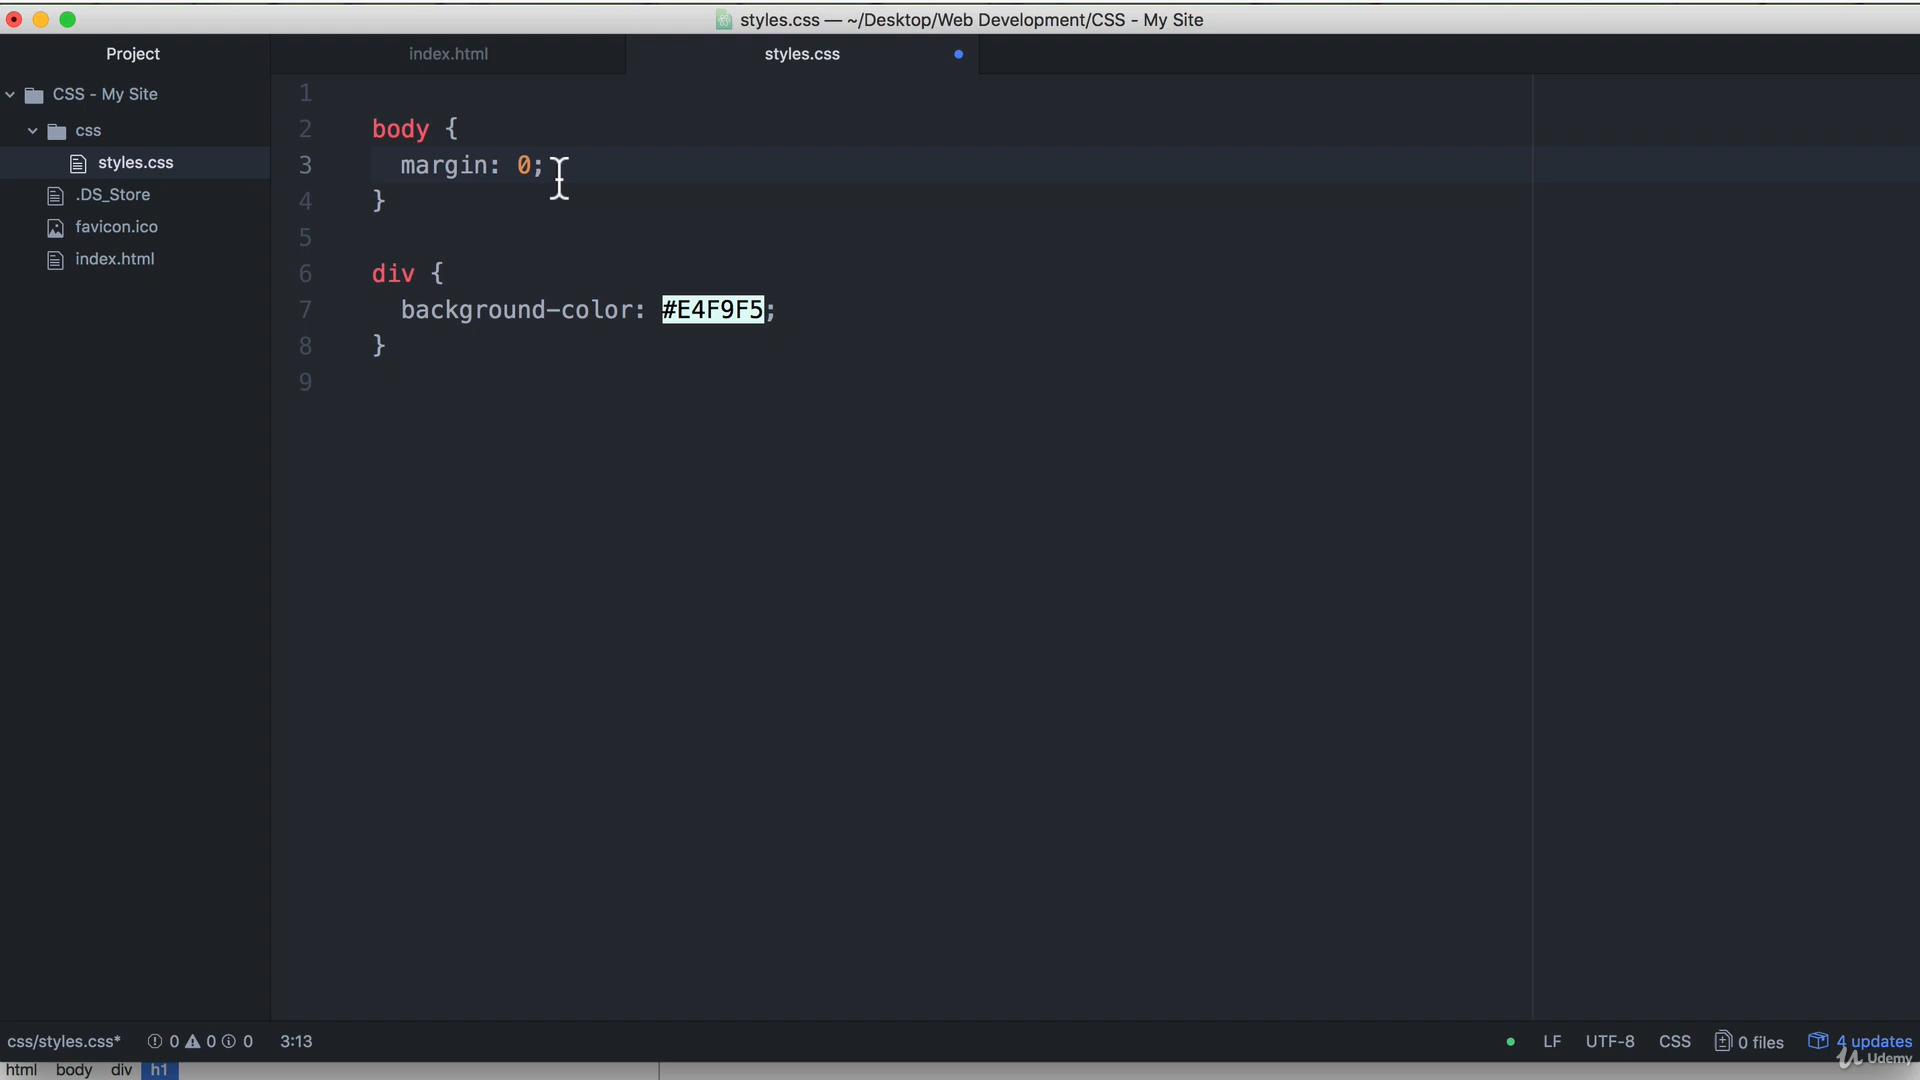 styles.css — ~/Desktop/Web Development/CSS - My Site
Project
index.html
styles.css
CSS - My Site
css
styles.css
.DS_Store
favicon.ico
index.html
1
2 body {
3 margin: 0;
4 }
5
6 div {
7 background-color: #E4F9F5;
8 }
9
css/styles.css* 0 0 0 3:13
LF UTF-8 CSS 0 files 4 updates
Udemy
html body div h1